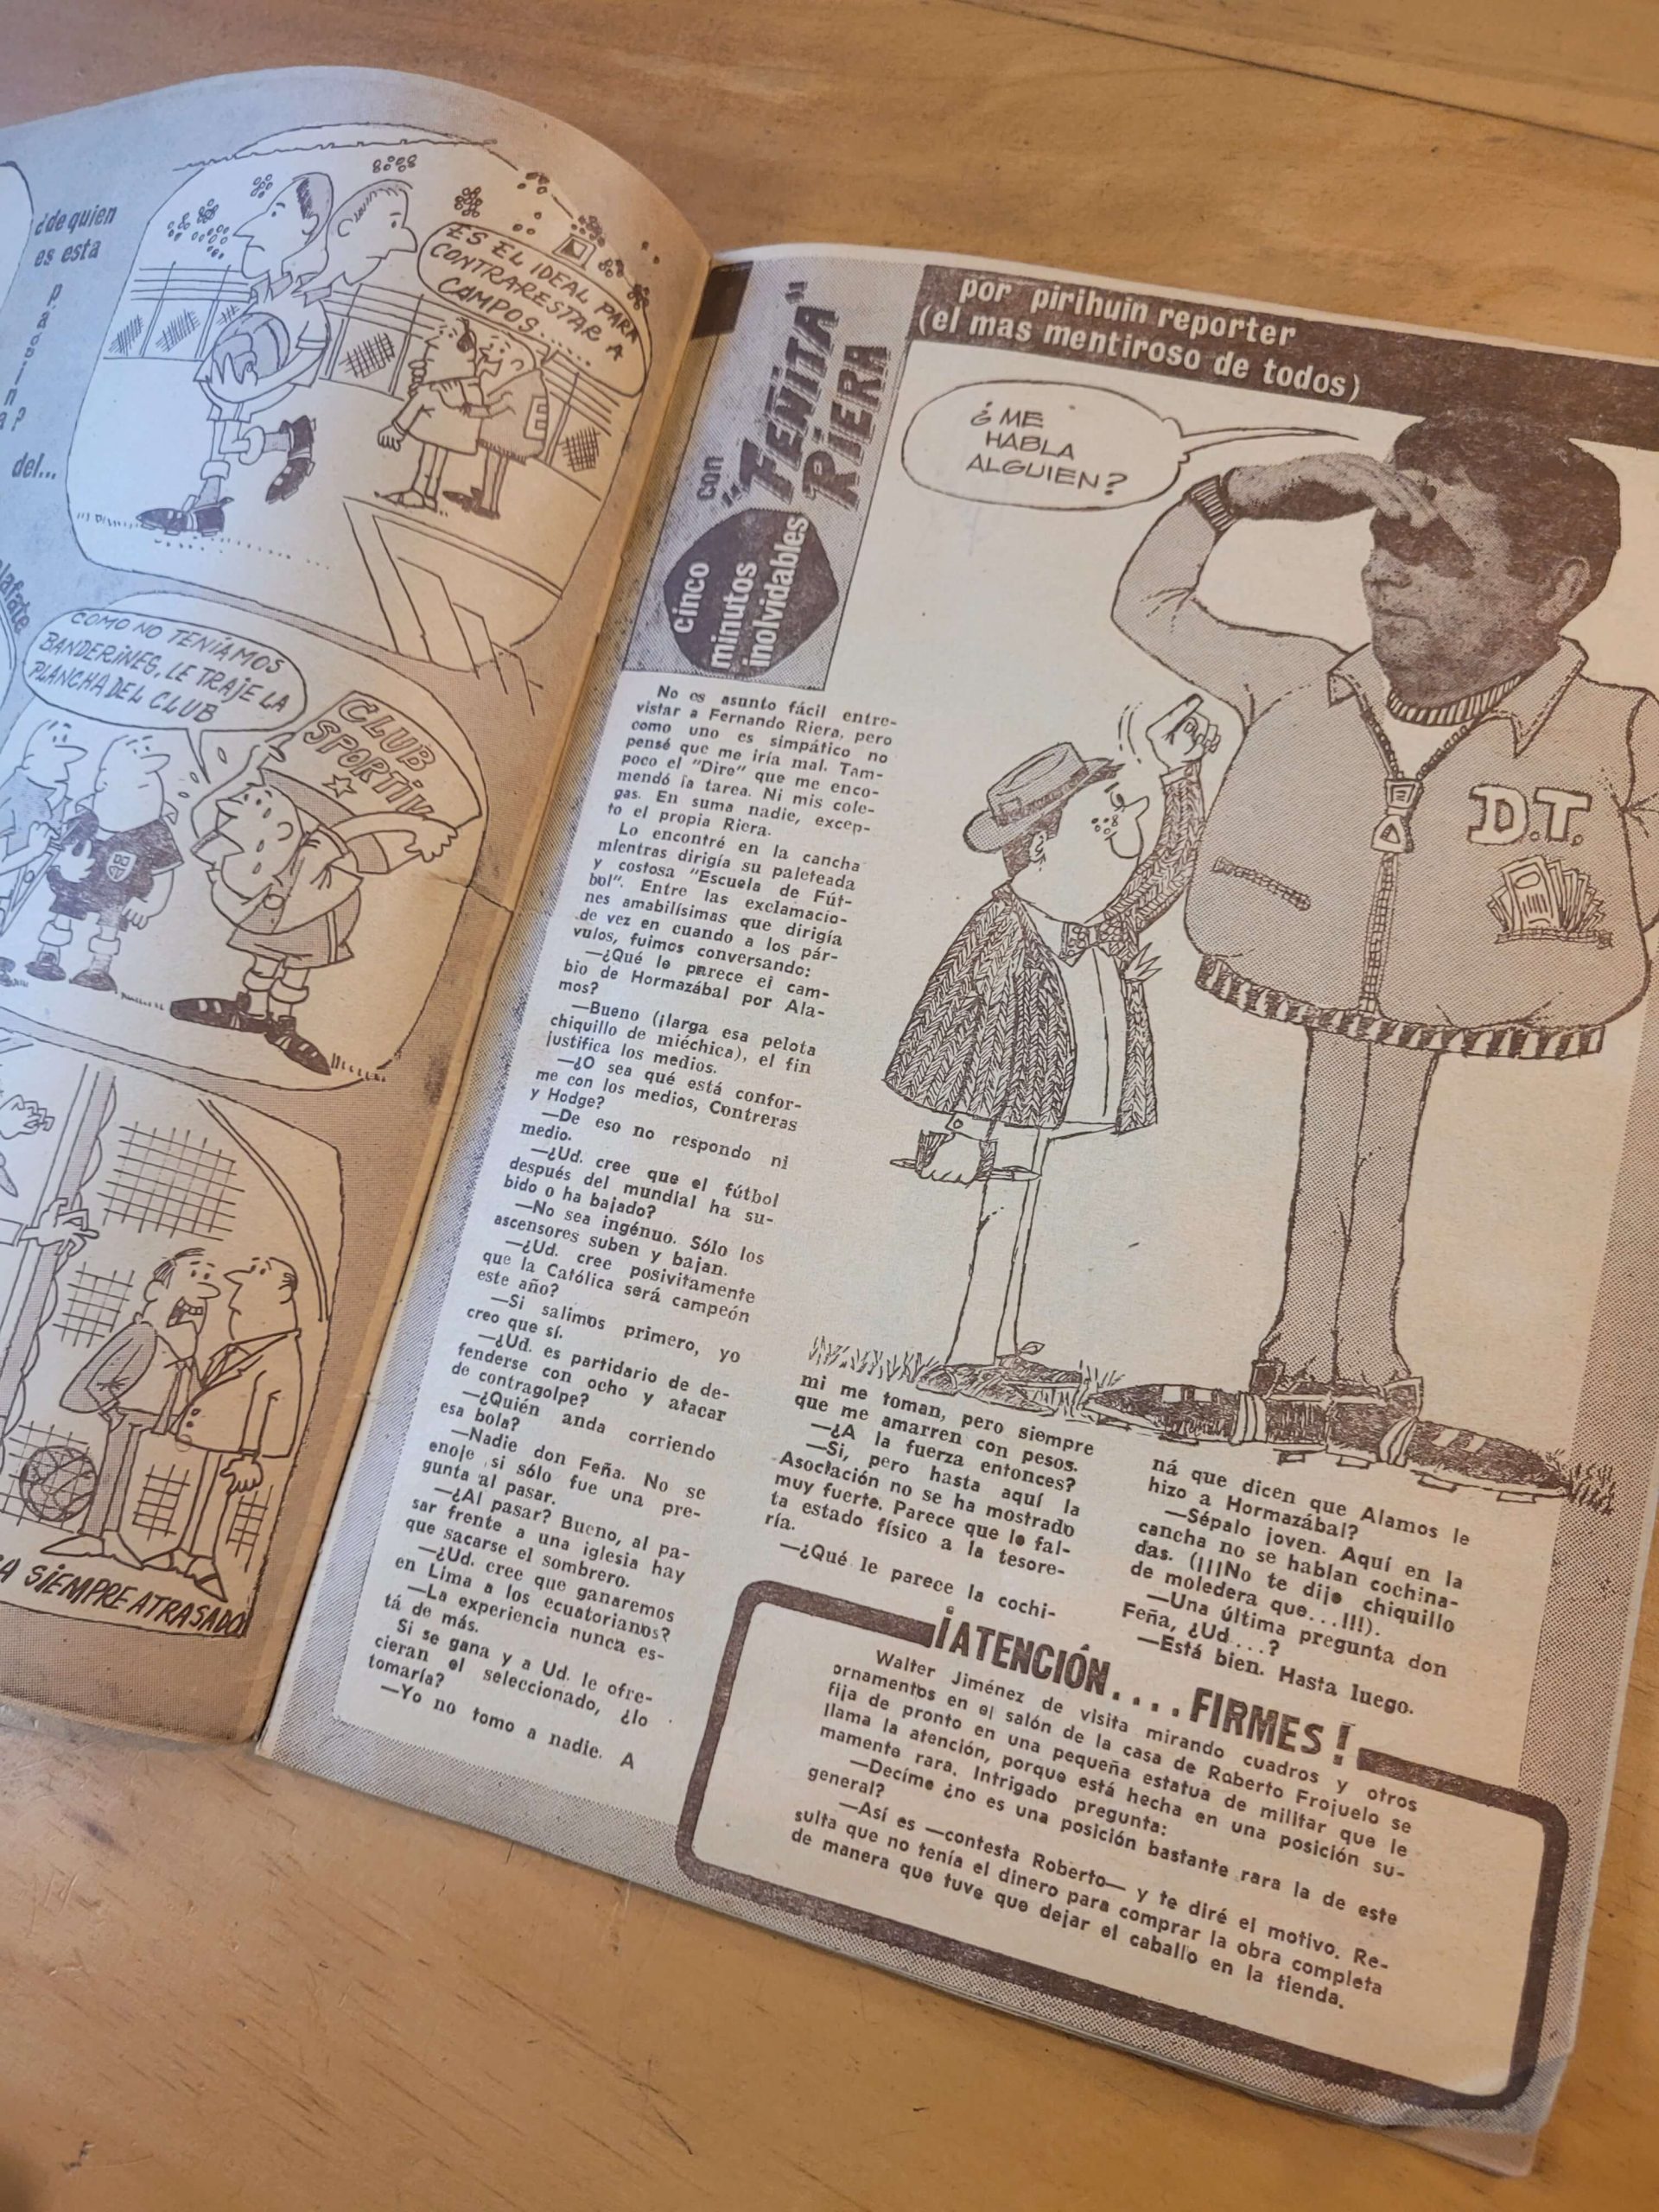 ¿de quien
es esta
del...
ES EL IDEAL PARA
CONTRARESTAR A
CAMPOS......
E
COMO NO TENÍAMOS
BANDERINES, LE TRAJE LA
PLANCHA DEL CLUB
CLUB
SPORTIV
SIEMPRE ATRASADO
cinco
minutos
inolvidables
con
"FEÑITA"
RIERA
por pirihuin reporter
(el mas mentiroso de todos)
¿ME
HABLA
ALGUIEN?
D.T.
No es asunto fácil entre-
vistar a Fernando Riera, pero
como uno es simpático no
pensé que me iría mal. Tam-
poco el "Dire" que me enco-
mendó la tarea. Ni mis cole-
gas. En suma nadie, excep-
to el propia Riera.
Lo encontré en la cancha
mientras dirigía su paleteada
y costosa "Escuela de Fút-
bol". Entre las exclamacio-
nes amabilísimas que dirigía
de vez en cuando a los pár-
vulos, fuimos conversando:
—¿Qué le parece el cam-
bio de Hormazábal por Ala-
mos?
—Bueno (¡larga esa pelota
chiquillo de miéchica), el fin
justifica los medios.
—¿O sea qué está confor-
me con los medios, Contreras
y Hodge?
—De eso no respondo ni
medio.
—¿Ud. cree que el fútbol
después del mundial ha su-
bido o ha bajado?
—No sea ingénuo. Sólo los
ascensores suben y bajan.
—¿Ud. cree posivitamente
que la Católica será campeón
este año?
—Si salimos primero, yo
creo que sí.
—¿Ud. es partidario de de-
fenderse con ocho y atacar
de contragolpe?
—¿Quién anda corriendo
esa bola?
—Nadie don Feña. No se
enoje si sólo fue una pre-
gunta al pasar.
—¿Al pasar? Bueno, al pa-
sar frente a una iglesia hay
que sacarse el sombrero.
—¿Ud. cree que ganaremos
en Lima a los ecuatorianos?
—La experiencia nunca es-
tá de más.
Si se gana y a Ud. le ofre-
cieran el seleccionado, ¿lo
tomaría?
—Yo no tomo a nadie. A
mi me toman, pero siempre
que me amarren con pesos.
—¿A la fuerza entonces?
—Si, pero hasta aquí la
Asociación no se ha mostrado
muy fuerte. Parece que le fal-
ta estado físico a la tesore-
ría.
—¿Qué le parece la cochi-
ná que dicen que Alamos le
hizo a Hormazábal?
—Sépalo joven. Aquí en la
cancha no se hablan cochina-
das. (¡¡¡No te dije chiquillo
de moledera que...!!!).
—Una última pregunta don
Feña, ¿Ud....?
—Está bien. Hasta luego.
¡ATENCIÓN.... FIRMES!
Walter Jiménez de visita mirando cuadros y otros
ornamentos en el salón de la casa de Roberto Frojuelo se
fija de pronto en una pequeña estatua de militar que le
llama la atención, porque está hecha en una posición su-
mamente rara. Intrigado pregunta:
—Decíme ¿no es una posición bastante rara la de este
general?
—Así es —contesta Roberto— y te diré el motivo. Re-
sulta que no tenía el dinero para comprar la obra completa
de manera que tuve que dejar el caballo en la tienda.